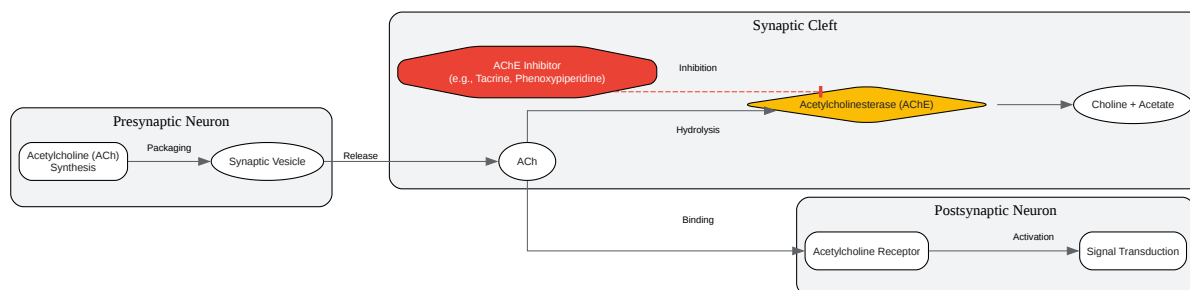 Synaptic Cleft
AChE Inhibitor
(e.g., Tacrine, Phenoxypiperidine)
Inhibition
Acetylcholinesterase (AChE)
Choline + Acetate
Hydrolysis
Presynaptic Neuron
Acetylcholine (ACh)
Synthesis
Packaging
Synaptic Vesicle
Release
ACh
Binding
Postsynaptic Neuron
Acetylcholine Receptor
Activation
Signal Transduction